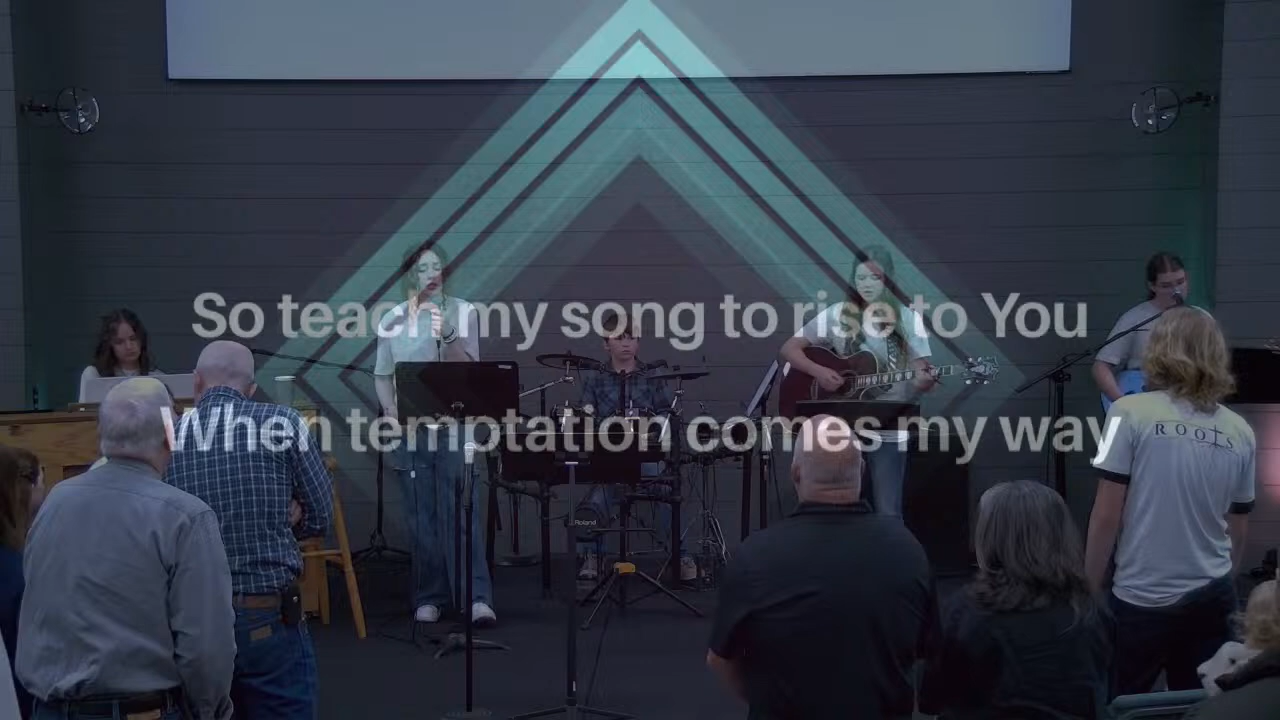 So teach my song to rise to You
When temptation comes my way
ROOTS
Roland